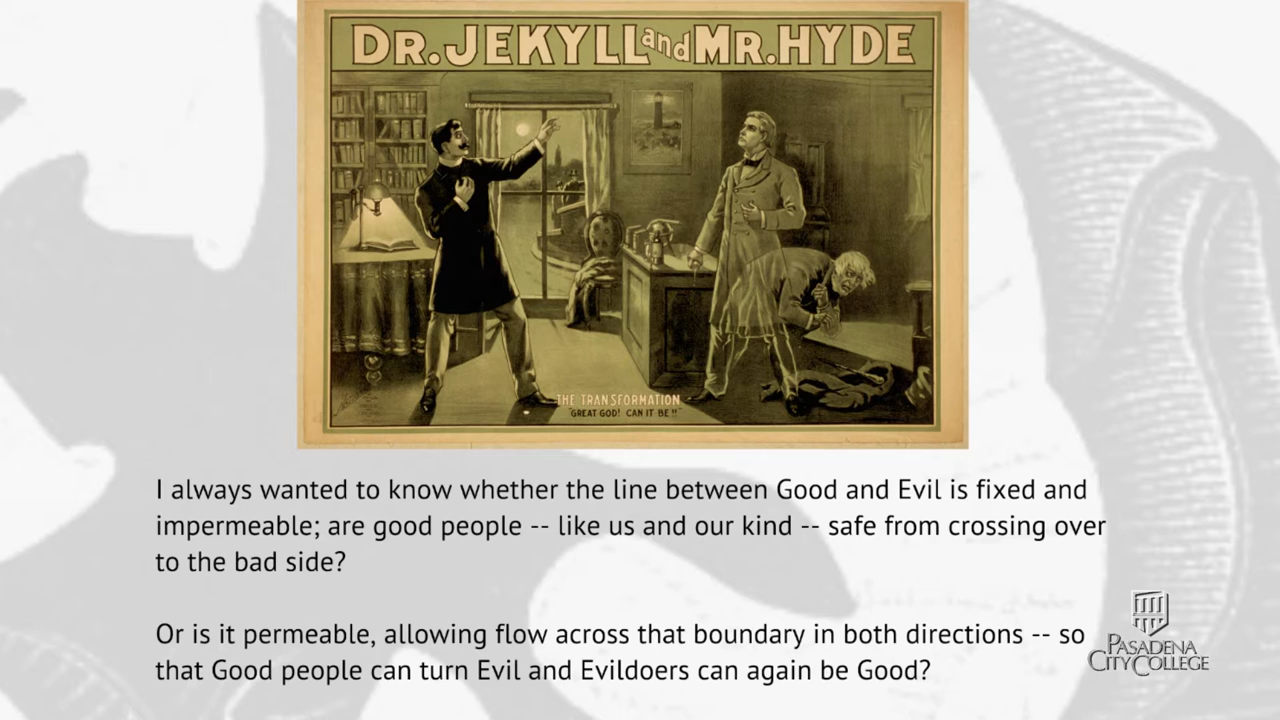 DR. JEKYLL and MR. HYDE
THE TRANSFORMATION
"GREAT GOD! CAN IT BE!!"
I always wanted to know whether the line between Good and Evil is fixed and
impermeable; are good people -- like us and our kind -- safe from crossing over
to the bad side?
Or is it permeable, allowing flow across that boundary in both directions -- so
that Good people can turn Evil and Evildoers can again be Good?
PASADENA
CITY COLLEGE